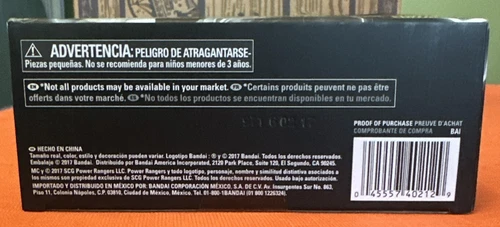 ⚠ ADVERTENCIA: PELIGRO DE ATRAGANTARSE-
Piezas pequeñas. No se recomienda para niños menores de 3 años.
EN *Not all products may be available in your market. FR *Certains produits peuvent ne pas être
offerts dans votre marché. ES *No todos los productos se encuentran disponibles en tu mercado.
PROOF OF PURCHASE PREUVE D'ACHAT
COMPROBANTE DE COMPRA BAI
HECHO EN CHINA
Tamaño real, color, estilo y decoración pueden variar. Logotipo Bandai : ® y © 2017 Bandai. Todos los derechos reservados.
Embalaje © 2017 Bandai. Distribuido por Bandai America Incorporated, 2120 Park Place, Suite 120, El Segundo, CA 90245.
MC y © 2017 SCG Power Rangers LLC. Power Rangers y todo logotipo, personaje, nombre y similitud distintiva asociados a
los mismos son propiedad exclusiva de SCG Power Rangers LLC. Usada bajo autorización. Todos los derechos reservados.
IMPORTADO Y DISTRIBUIDO EN MÉXICO POR: BANDAI CORPORACIÓN MÉXICO, S.A. DE C.V. Av. Insurgentes Sur No. 863,
Piso 11, Colonia Nápoles, C.P. 03810, Ciudad de México, MÉXICO. Tel. 01-800-1BANDAI (01 800 1226324).
0 45557 40212 9